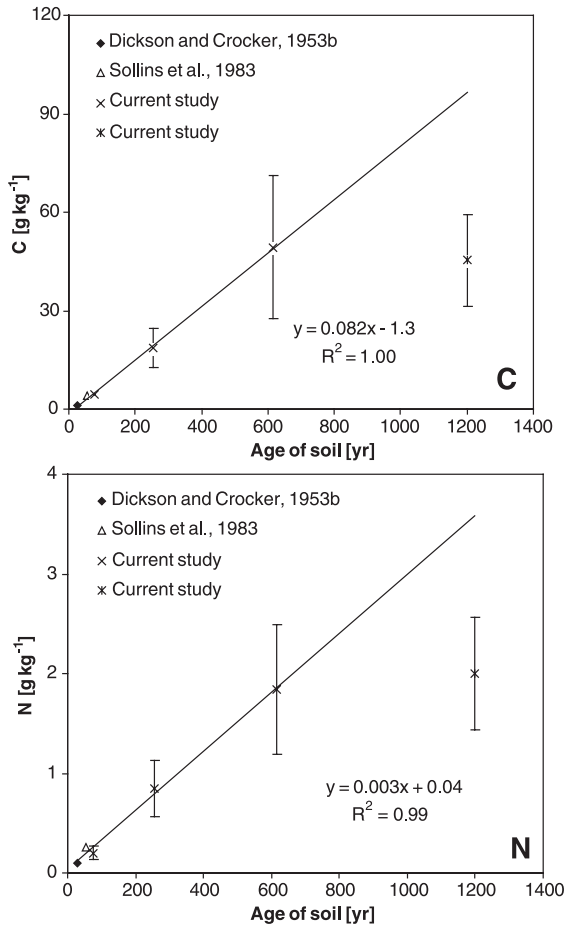 120
90
60
30
0
C [g kg⁻¹]
Dickson and Crocker, 1953b
Sollins et al., 1983
Current study
Current study
y = 0.082x - 1.3
R² = 1.00
C
0 200 400 600 800 1000 1200 1400
Age of soil [yr]
4
3
2
1
0
N [g kg⁻¹]
Dickson and Crocker, 1953b
Sollins et al., 1983
Current study
Current study
y = 0.003x + 0.04
R² = 0.99
N
0 200 400 600 800 1000 1200 1400
Age of soil [yr]